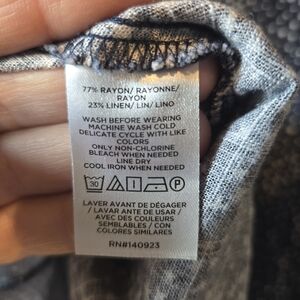 77% RAYON/ RAYONNE/
RAYON
23% LINEN/ LIN/ LINO
WASH BEFORE WEARING
MACHINE WASH COLD
DELICATE CYCLE WITH LIKE
COLORS
ONLY NON-CHLORINE
BLEACH WHEN NEEDED
LINE DRY
COOL IRON WHEN NEEDED
30 P
LAVER AVANT DE DÉGAGER
/ LAVAR ANTE DE USAR /
AVEC DES COULEURS
SEMBLABLES / CON
COLORES SIMILARES
RN#140923